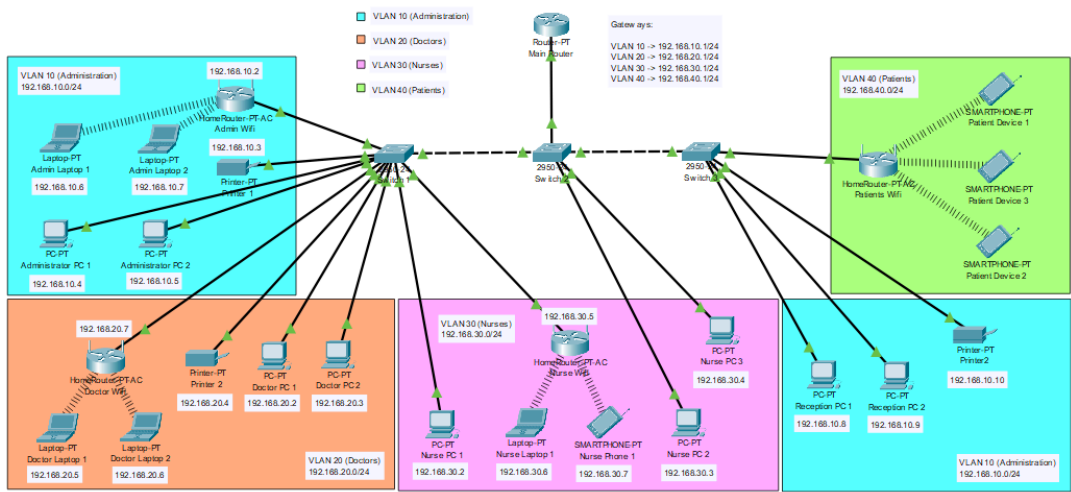 VLAN 10 (Administration)
VLAN 20 (Doctors)
VLAN 30 (Nurses)
VLAN 40 (Patients)
Router-PT
Main Router
Gateways:
VLAN 10 -> 192.168.10.1/24
VLAN 20 -> 192.168.20.1/24
VLAN 30 -> 192.168.30.1/24
VLAN 40 -> 192.168.40.1/24
VLAN 10 (Administration)
192.168.10.0/24
192.168.10.2
HomeRouter-PT-AC
Admin Wifi
Laptop-PT
Admin Laptop 1
192.168.10.6
Laptop-PT
Admin Laptop 2
192.168.10.7
192.168.10.3
Printer-PT
Printer 1
PC-PT
Administrator PC 1
192.168.10.4
PC-PT
Administrator PC 2
192.168.10.5
Switch 1
2950-
Switch
2950-
Switch
VLAN 40 (Patients)
192.168.40.0/24
HomeRouter-PT-AC
Patients Wifi
SMARTPHONE-PT
Patient Device 1
SMARTPHONE-PT
Patient Device 3
SMARTPHONE-PT
Patient Device 2
192.168.20.7
HomeRouter-PT-AC
Doctor Wifi
Printer-PT
Printer 2
192.168.20.4
PC-PT
Doctor PC 1
192.168.20.2
PC-PT
Doctor PC 2
192.168.20.3
Laptop-PT
Doctor Laptop 1
192.168.20.5
Laptop-PT
Doctor Laptop 2
192.168.20.6
VLAN 20 (Doctors)
192.168.20.0/24
VLAN 30 (Nurses)
192.168.30.0/24
192.168.30.5
HomeRouter-PT-AC
Nurse Wifi
PC-PT
Nurse PC3
192.168.30.4
PC-PT
Nurse PC 1
192.168.30.2
Laptop-PT
Nurse Laptop 1
192.168.30.6
SMARTPHONE-PT
Nurse Phone 1
192.168.30.7
PC-PT
Nurse PC 2
192.168.30.3
Printer-PT
Printer2
192.168.10.10
PC-PT
Reception PC 1
192.168.10.8
PC-PT
Reception PC 2
192.168.10.9
VLAN 10 (Administration)
192.168.10.0/24